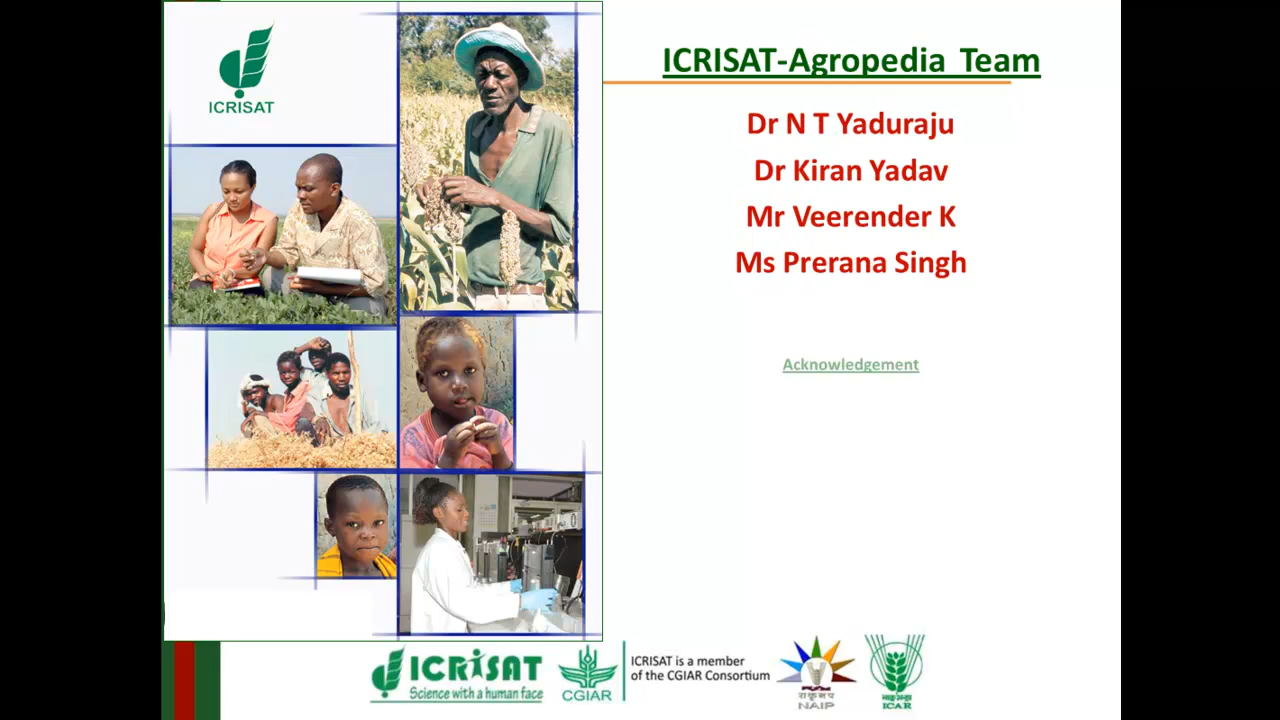 ICRISAT
ICRISAT-Agropedia Team
Dr N T Yaduraju
Dr Kiran Yadav
Mr Veerender K
Ms Prerana Singh
Acknowledgement
ICRISAT
Science with a human face
CGIAR
ICRISAT is a member
of the CGIAR Consortium
NAIP
ICAR